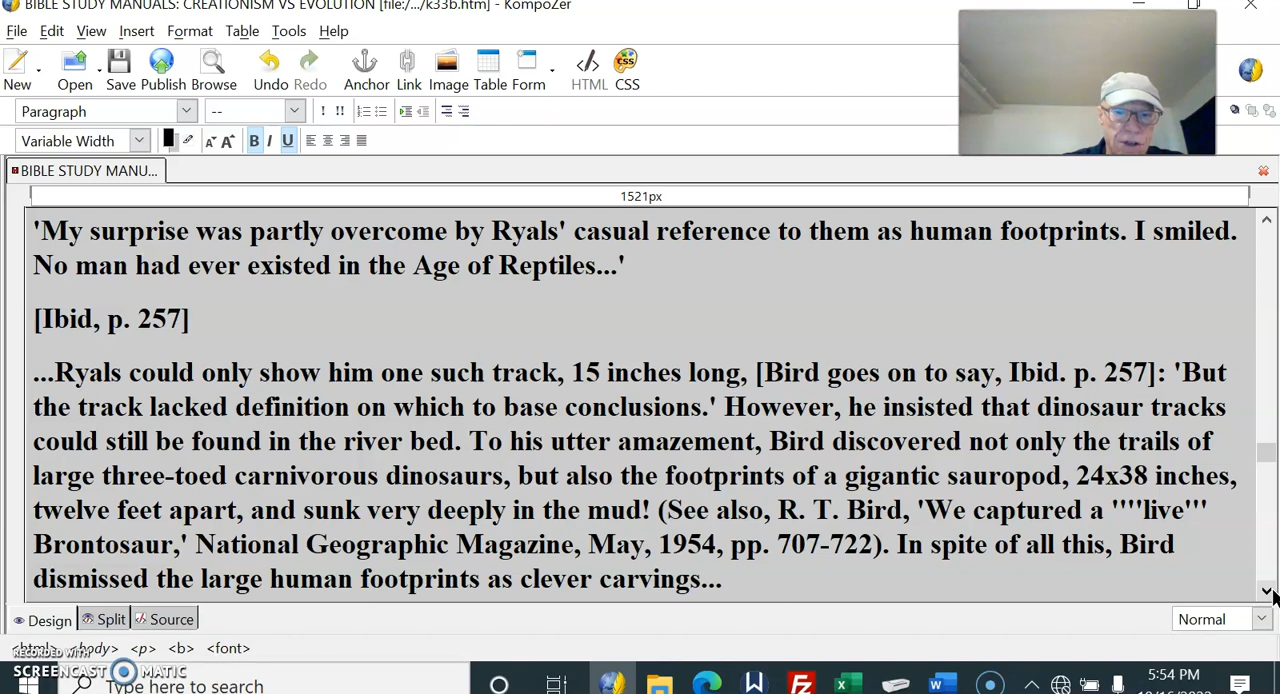 BIBLE STUDY MANUALS: CREATIONISM VS EVOLUTION [file:/.../k33b.htm] - KompoZer
File Edit View Insert Format Table Tools Help
New Open Save Publish Browse Undo Redo Anchor Link Image Table Form HTML CSS
Paragraph --
Variable Width B I U
BIBLE STUDY MANU...
1521px
'My surprise was partly overcome by Ryals' casual reference to them as human footprints. I smiled.
No man had ever existed in the Age of Reptiles...'
[Ibid, p. 257]
...Ryals could only show him one such track, 15 inches long, [Bird goes on to say, Ibid. p. 257]: 'But
the track lacked definition on which to base conclusions.' However, he insisted that dinosaur tracks
could still be found in the river bed. To his utter amazement, Bird discovered not only the trails of
large three-toed carnivorous dinosaurs, but also the footprints of a gigantic sauropod, 24x38 inches,
twelve feet apart, and sunk very deeply in the mud! (See also, R. T. Bird, 'We captured a ''''live'''
Brontosaur,' National Geographic Magazine, May, 1954, pp. 707-722). In spite of all this, Bird
dismissed the large human footprints as clever carvings...
Design Split Source Normal
<html> <body> <p> <b> <font>
RECORDED WITH
SCREENCAST MATIC
Type here to search
5:54 PM